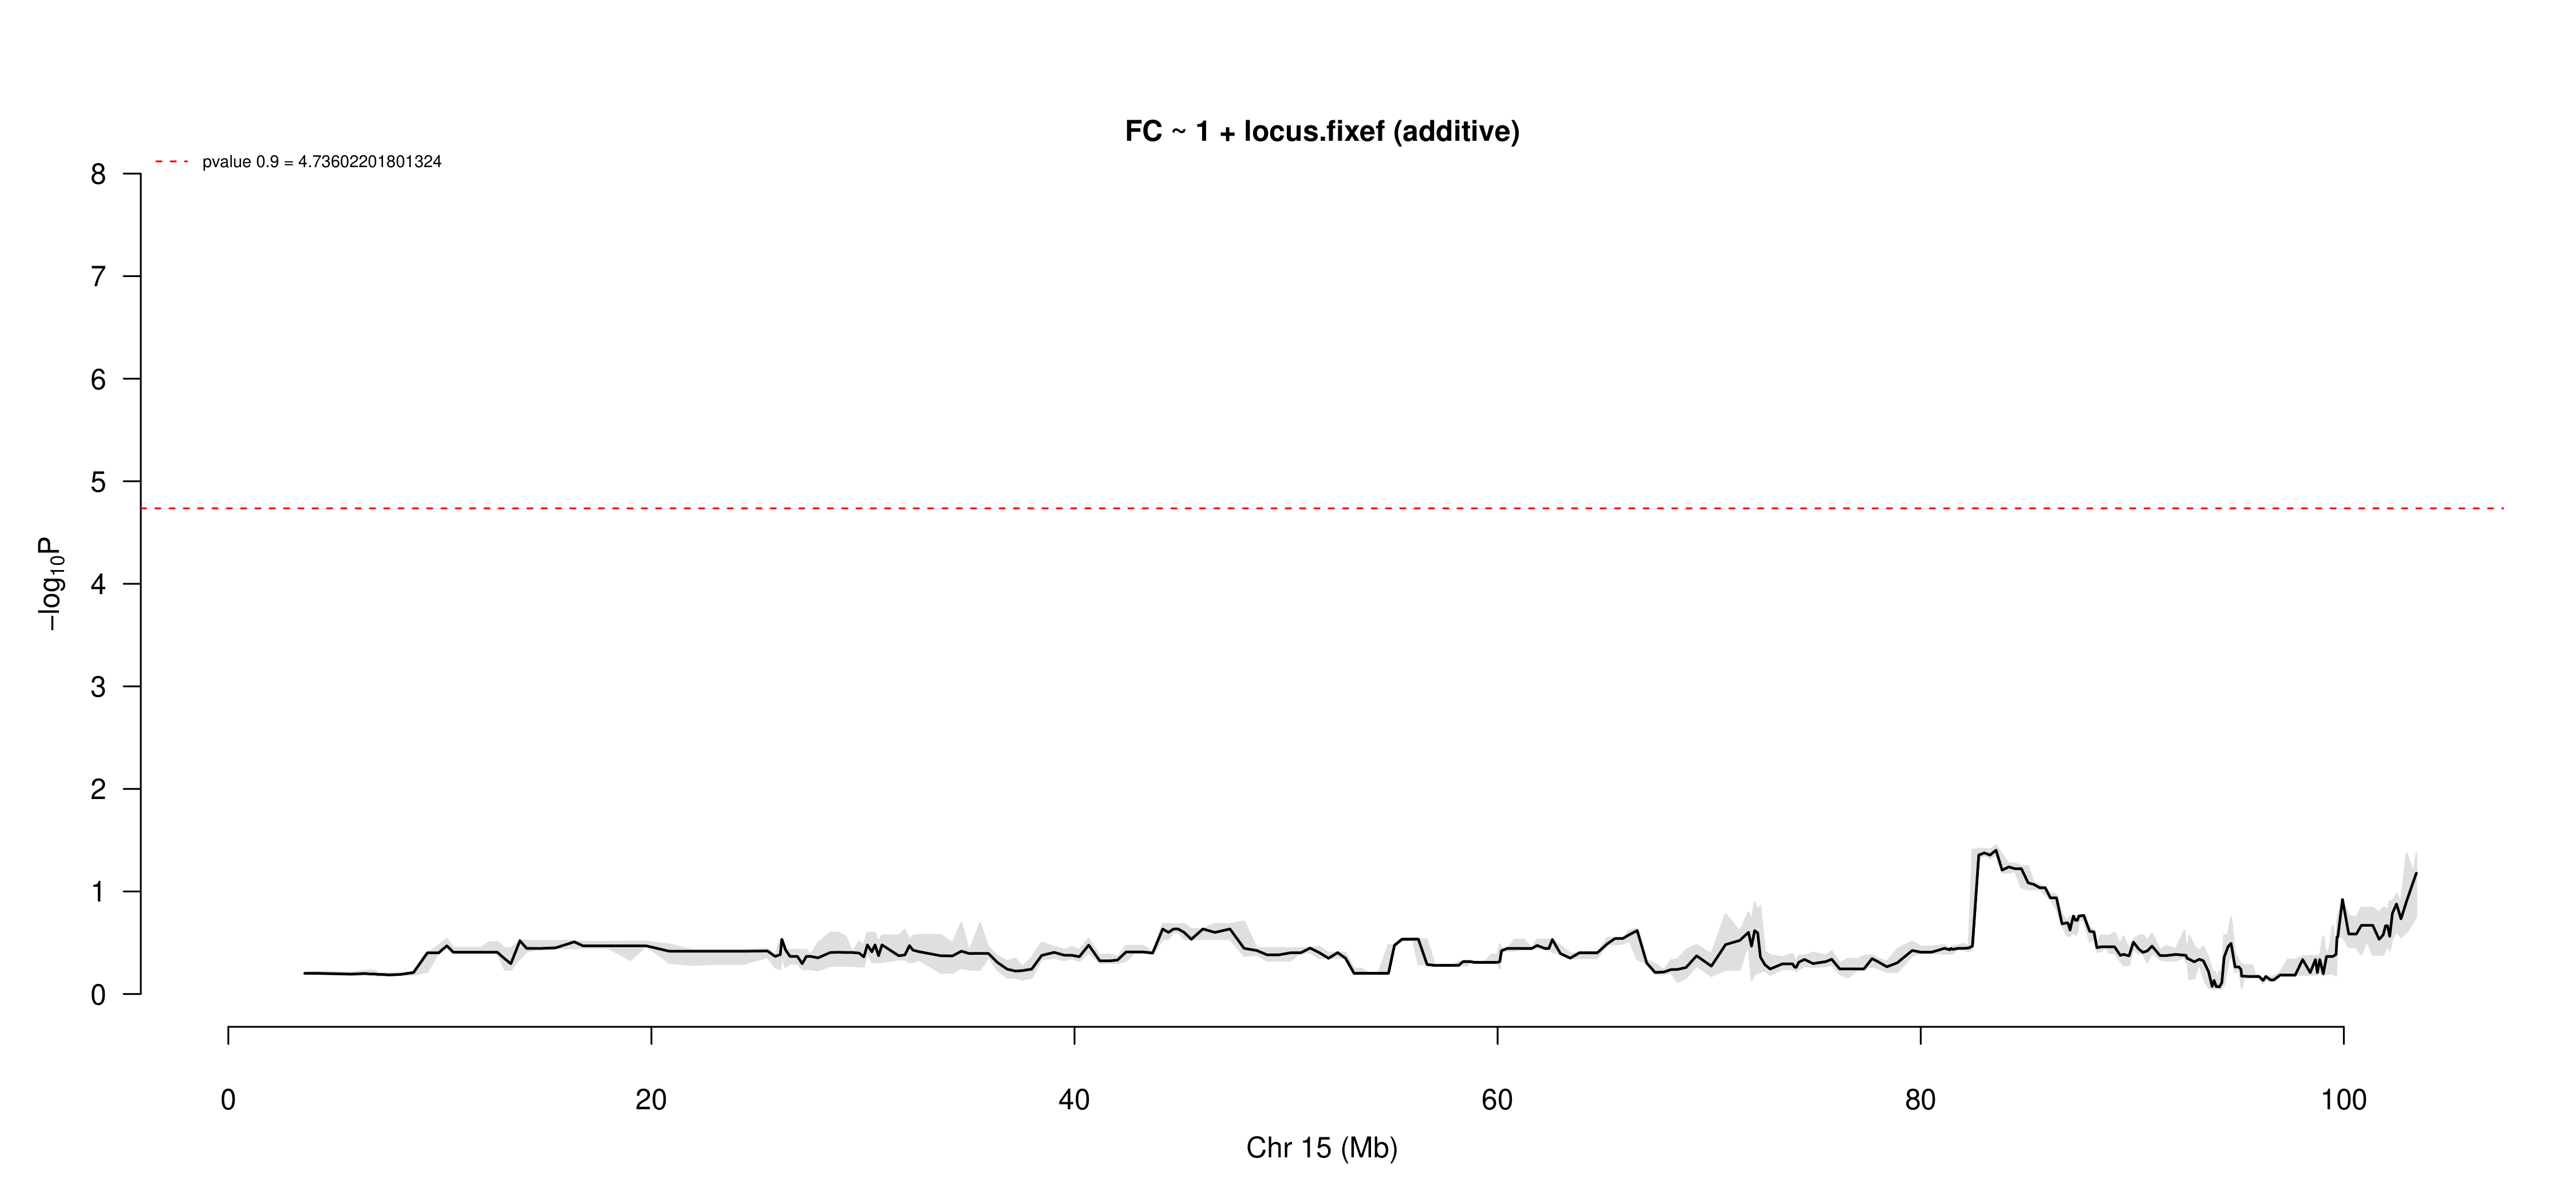 FC ~ 1 + locus.fixef (additive)
pvalue 0.9 = 4.73602201801324
8
7
6
5
4
3
2
1
0
−log10P
0 20 40 60 80 100
Chr 15 (Mb)